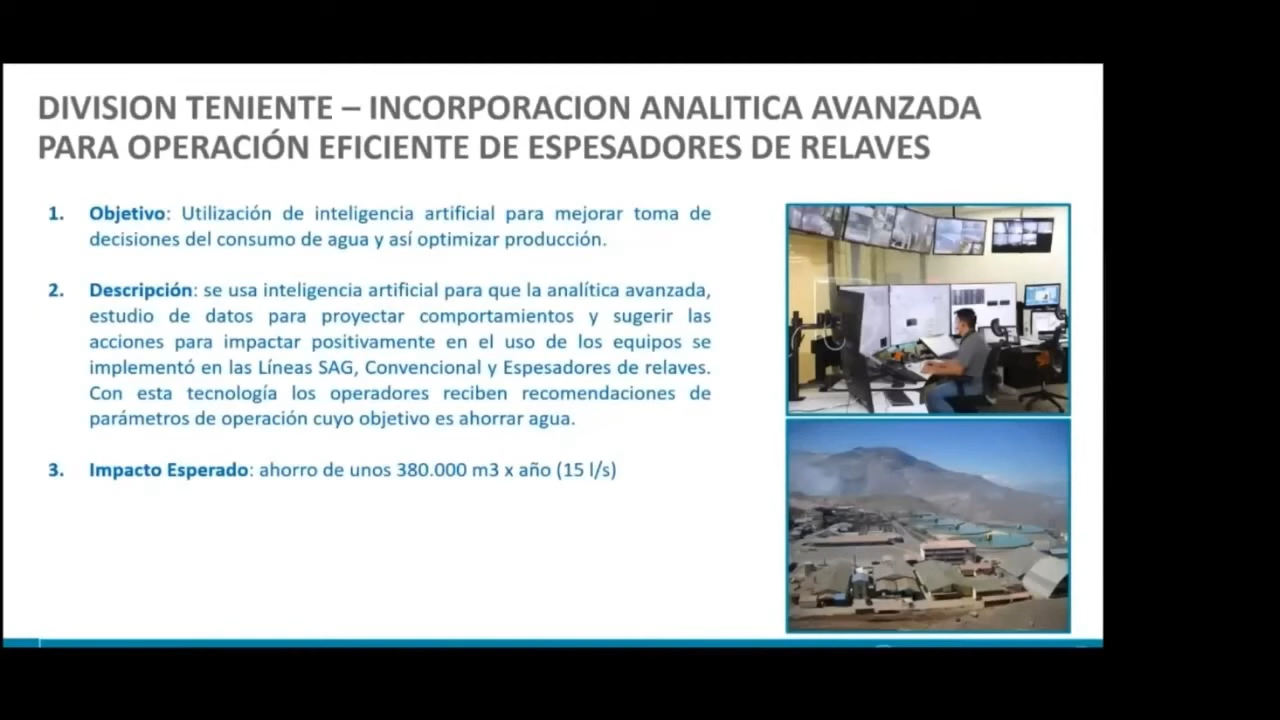 DIVISION TENIENTE – INCORPORACION ANALITICA AVANZADA
PARA OPERACIÓN EFICIENTE DE ESPESADORES DE RELAVES
1. Objetivo: Utilización de inteligencia artificial para mejorar toma de
decisiones del consumo de agua y así optimizar producción.
2. Descripción: se usa inteligencia artificial para que la analítica avanzada,
estudio de datos para proyectar comportamientos y sugerir las
acciones para impactar positivamente en el uso de los equipos se
implementó en las Líneas SAG, Convencional y Espesadores de relaves.
Con esta tecnología los operadores reciben recomendaciones de
parámetros de operación cuyo objetivo es ahorrar agua.
3. Impacto Esperado: ahorro de unos 380.000 m3 x año (15 l/s)